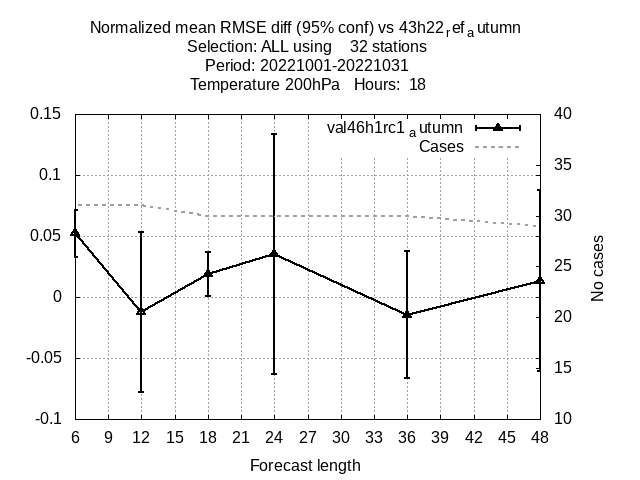 Normalized mean RMSE diff (95% conf) vs 43h22refautumn
Selection: ALL using 32 stations
Period: 20221001-20221031
Temperature 200hPa Hours: 18
val46h1rc1autumn
Cases
0.15
0.1
0.05
0
-0.05
-0.1
40
35
30
25
20
15
10
No cases
6 9 12 15 18 21 24 27 30 33 36 39 42 45 48
Forecast length